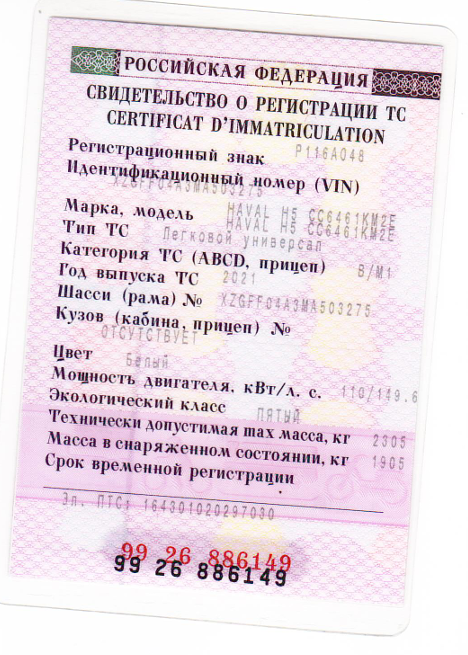 РОССИЙСКАЯ ФЕДЕРАЦИЯ
СВИДЕТЕЛЬСТВО О РЕГИСТРАЦИИ ТС
CERTIFICAT D'IMMATRICULATION
Регистрационный знак Р116АО48
Идентификационный номер (VIN)
XZGFF04A3MA503275
Марка, модель HAVAL H5 CC6461KM2E
HAVAL H5 CC6461KM2E
Тип ТС Легковой универсал
Категория ТС (ABCD, прицеп) B/M1
Год выпуска ТС 2021
Шасси (рама) № XZGFF04A3MA503275
Кузов (кабина, прицеп) №
ОТСУТСТВУЕТ
Цвет Белый
Мощность двигателя, кВт/л. с. 110/149.6
Экологический класс ПЯТЫЙ
Технически допустимая max масса, кг 2305
Масса в снаряженном состоянии, кг 1905
Срок временной регистрации
Эл. ПТС: 164301020297030
99 26 886149
99 26 886149